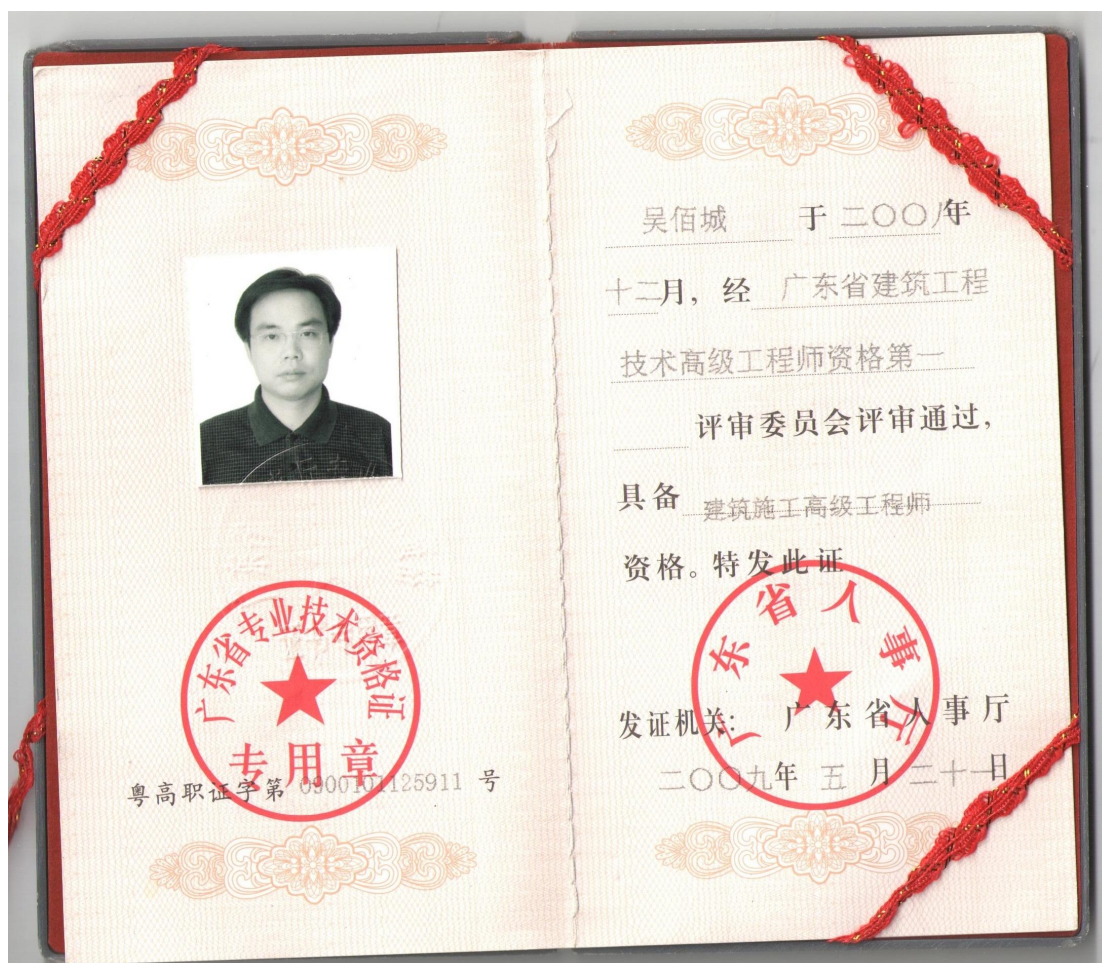 广东省专业技术资格证
专用章
粤高职证字第 0900101125911 号
吴佰城 于 二〇〇八年
十二月，经 广东省建筑工程
技术高级工程师资格第一
评审委员会评审通过，
具备 建筑施工高级工程师
资格。特发此证
广东省人事厅
发证机关： 广东省人事厅
二〇〇九年 五 月 二十一日